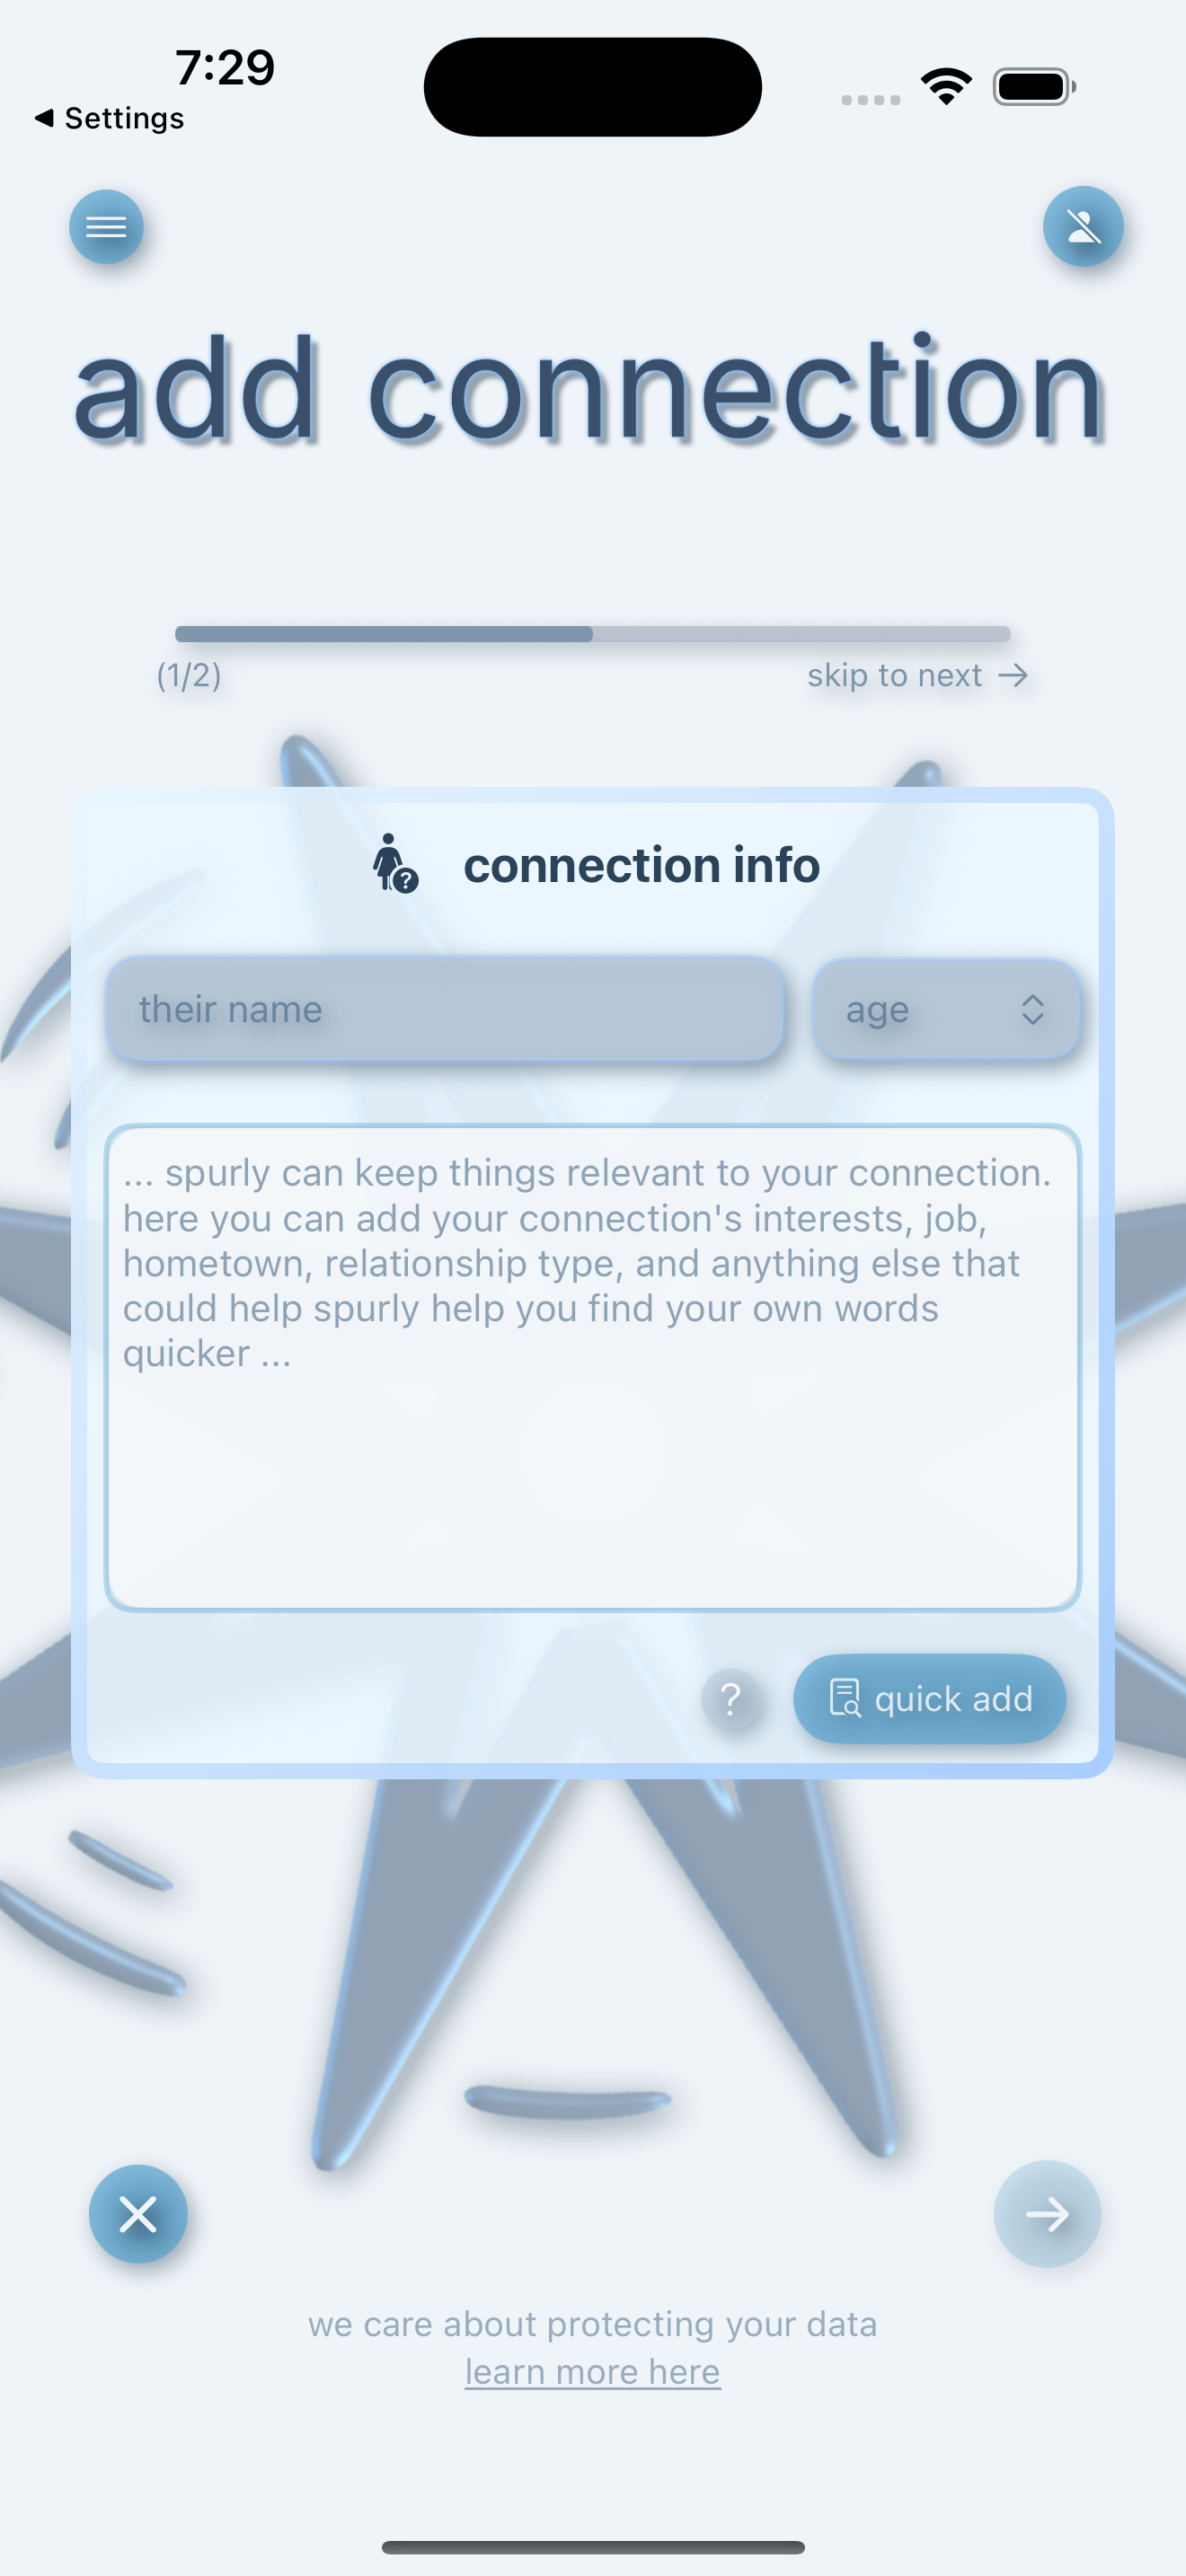 7:29
◀ Settings
add connection
(1/2)
skip to next →
connection info
their name
age
... spurly can keep things relevant to your connection.
here you can add your connection's interests, job,
hometown, relationship type, and anything else that
could help spurly help you find your own words
quicker ...
?
quick add
we care about protecting your data
learn more here